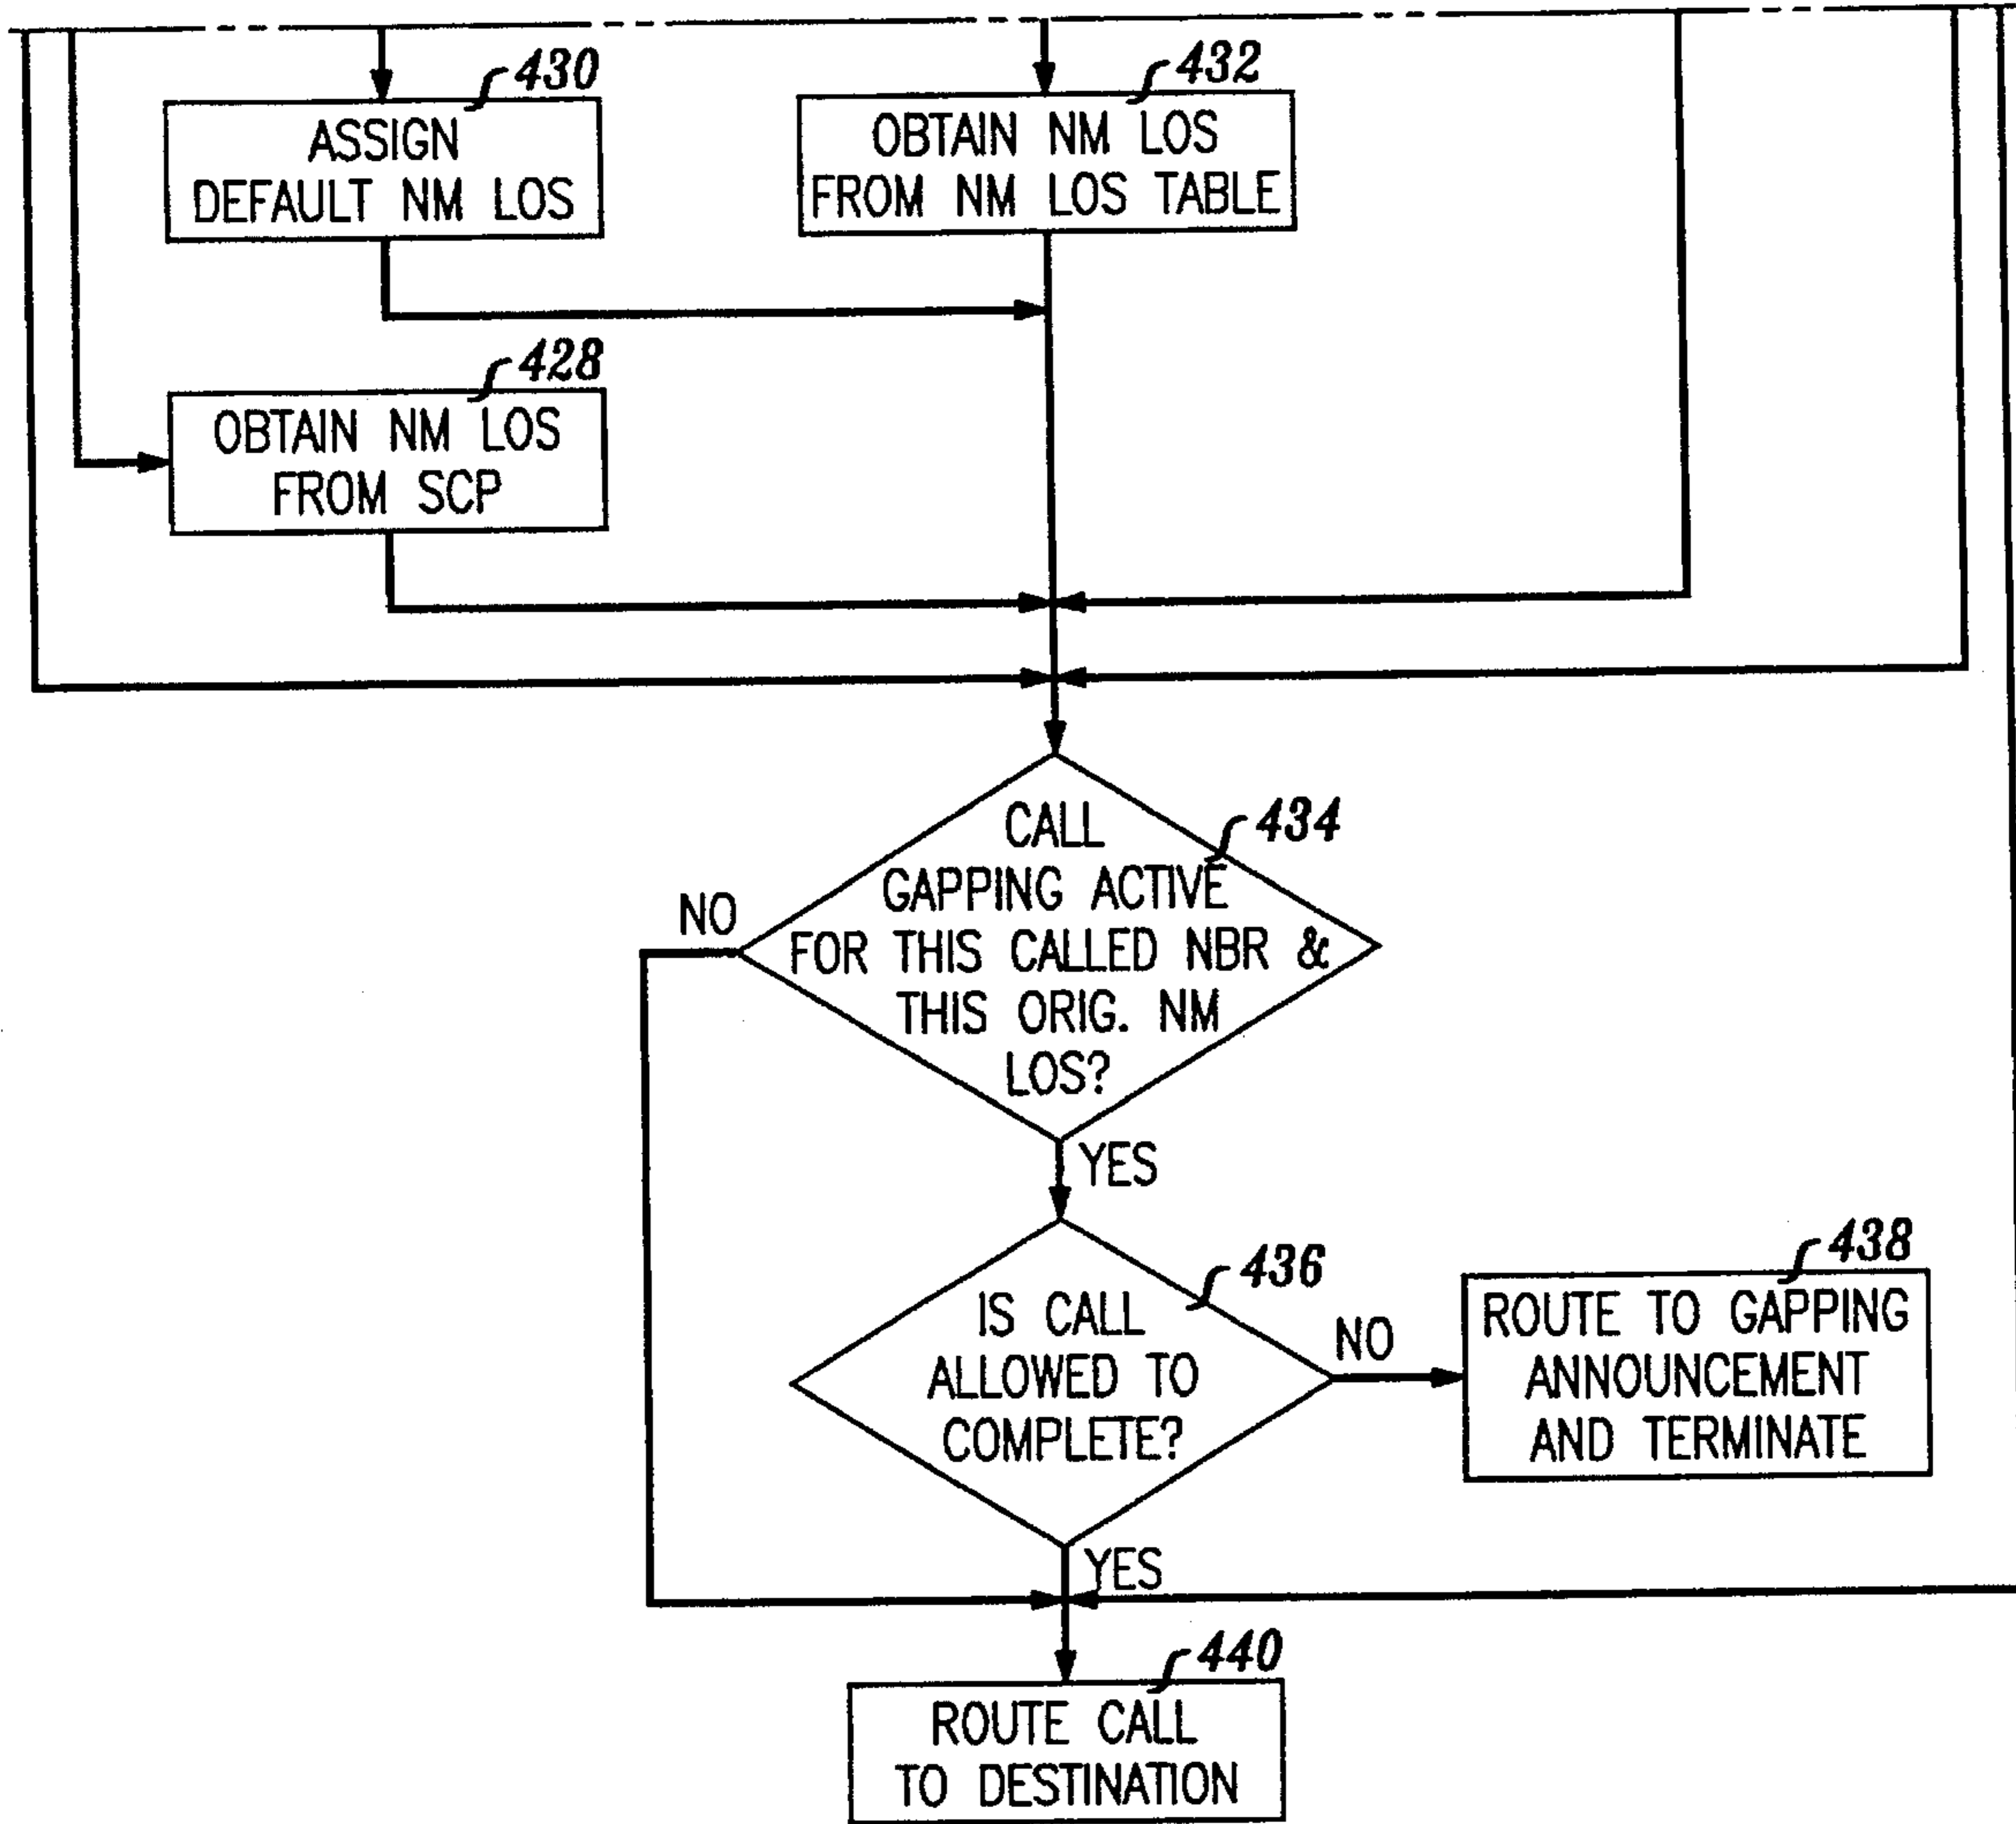 430
ASSIGN
DEFAULT NM LOS
432
OBTAIN NM LOS
FROM NM LOS TABLE
428
OBTAIN NM LOS
FROM SCP
434
CALL
GAPPING ACTIVE
FOR THIS CALLED NBR &
THIS ORIG. NM
LOS?
NO
YES
436
IS CALL
ALLOWED TO
COMPLETE?
NO
438
ROUTE TO GAPPING
ANNOUNCEMENT
AND TERMINATE
YES
440
ROUTE CALL
TO DESTINATION